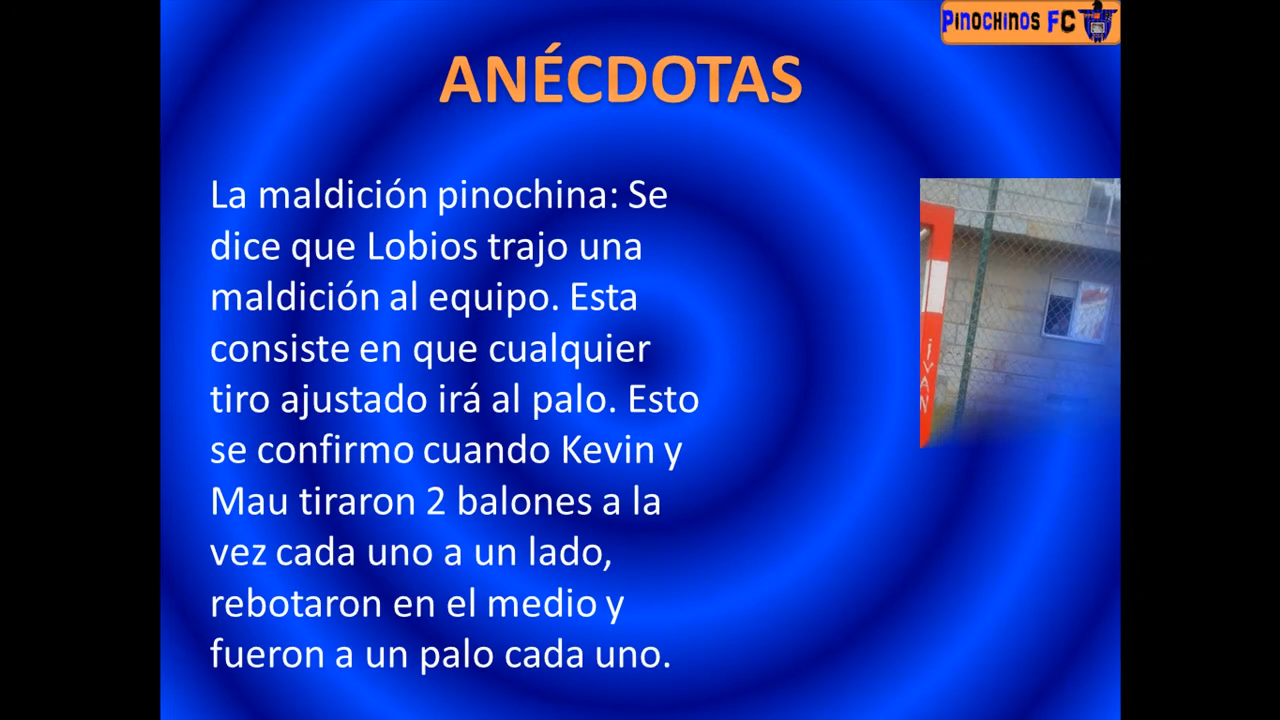 PINOCHINOS FC
ANÉCDOTAS
La maldición pinochina: Se
dice que Lobios trajo una
maldición al equipo. Esta
consiste en que cualquier
tiro ajustado irá al palo. Esto
se confirmo cuando Kevin y
Mau tiraron 2 balones a la
vez cada uno a un lado,
rebotaron en el medio y
fueron a un palo cada uno.
iVAN